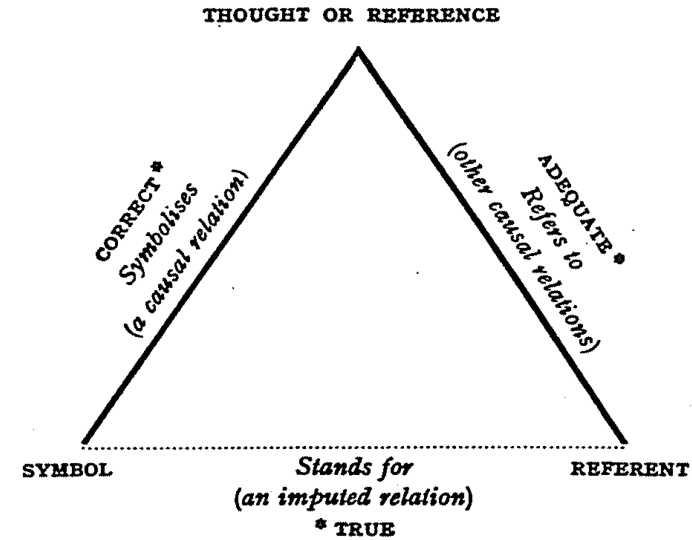 THOUGHT OR REFERENCE
CORRECT*
Symbolises
(a causal relation)
ADEQUATE*
Refers to
(other causal relations)
SYMBOL
Stands for
(an imputed relation)
* TRUE
REFERENT